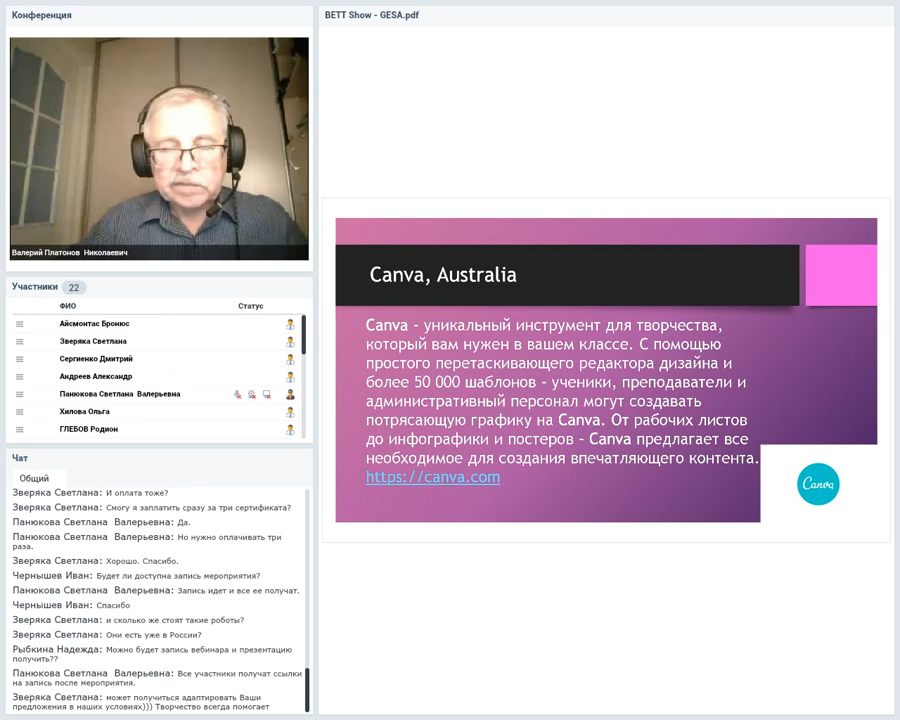 Конференция
Валерий Платонов Николаевич
Участники 22
ФИО Статус
Айсмонтас Бронюс
Зверяка Светлана
Сергиенко Дмитрий
Андреев Александр
Панюкова Светлана Валерьевна
Хилова Ольга
ГЛЕБОВ Родион
Чат
Общий
Зверяка Светлана: И оплата тоже?
Зверяка Светлана: Смогу я заплатить сразу за три сертификата?
Панюкова Светлана Валерьевна: Да.
Панюкова Светлана Валерьевна: Но нужно оплачивать три
раза.
Зверяка Светлана: Хорошо. Спасибо.
Чернышев Иван: Будет ли доступна запись мероприятия?
Панюкова Светлана Валерьевна: Запись идет и все ее получат.
Чернышев Иван: Спасибо
Зверяка Светлана: и сколько же стоят такие роботы?
Зверяка Светлана: Они есть уже в России?
Рыбкина Надежда: Можно будет запись вебинара и презентацию
получить??
Панюкова Светлана Валерьевна: Все участники получат ссылки
на запись после мероприятия.
Зверяка Светлана: может получиться адаптировать Ваши
предложения в наших условиях))) Творчество всегда помогает
BETT Show - GESA.pdf
Canva, Australia
Canva - уникальный инструмент для творчества,
который вам нужен в вашем классе. С помощью
простого перетаскивающего редактора дизайна и
более 50 000 шаблонов - ученики, преподаватели и
административный персонал могут создавать
потрясающую графику на Canva. От рабочих листов
до инфографики и постеров - Canva предлагает все
необходимое для создания впечатляющего контента.
https://canva.com
Canva